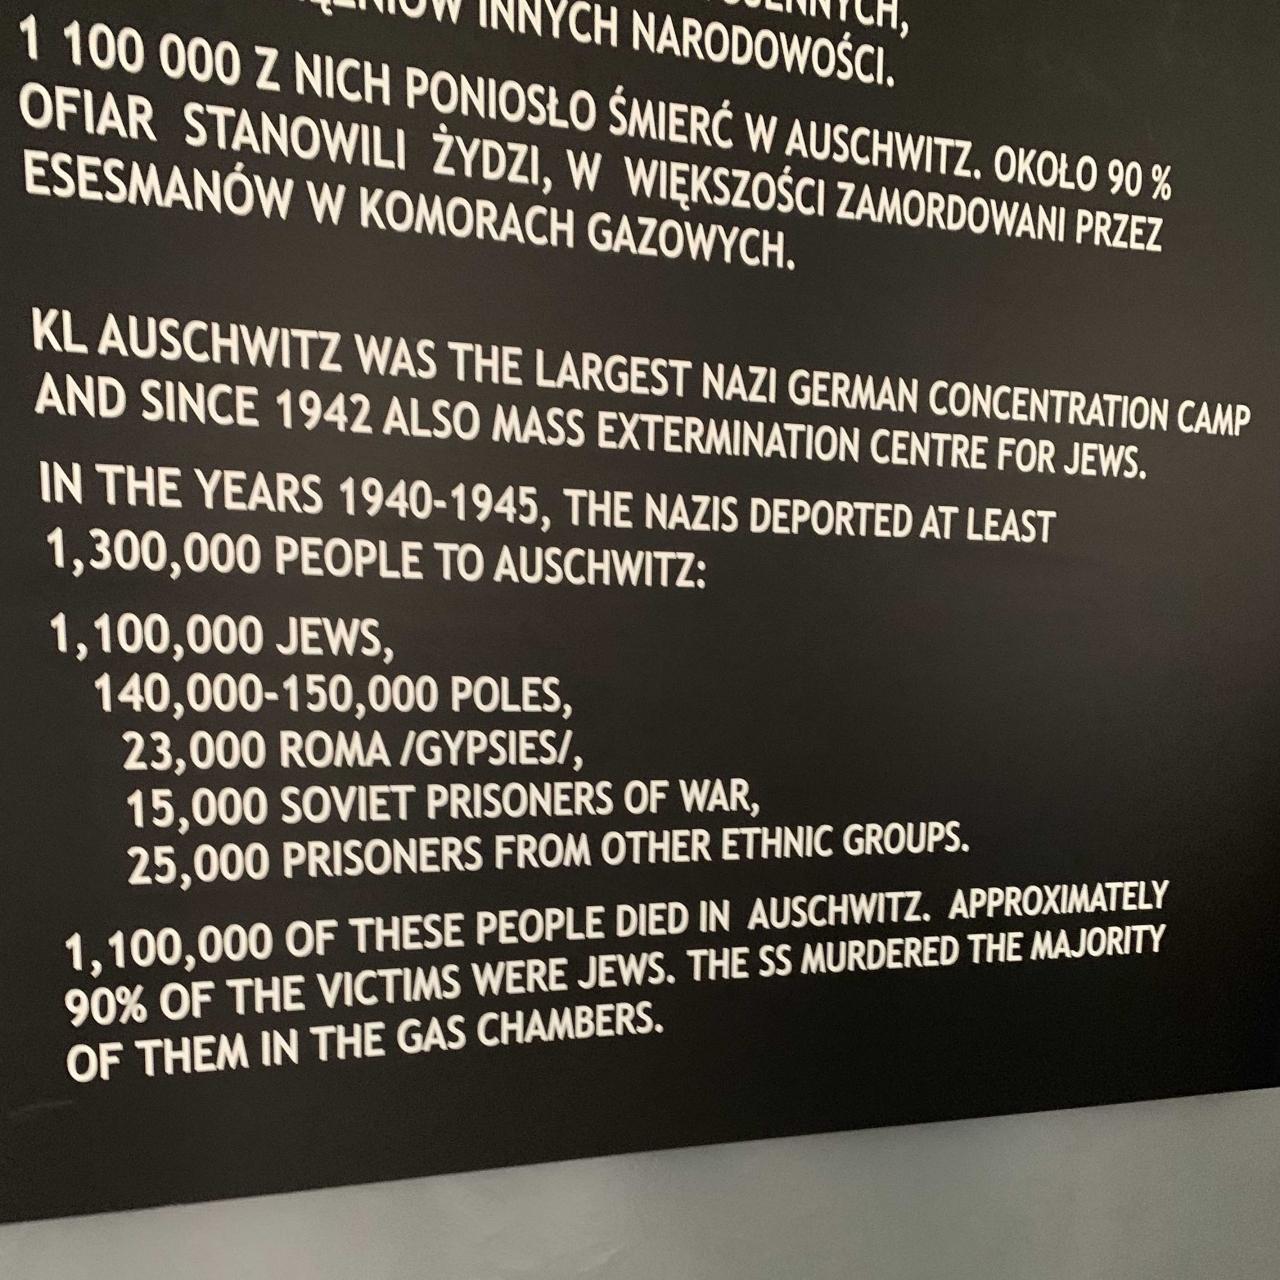 INNYCH NARODOWOŚCI.
1 100 000 Z NICH PONIOSŁO ŚMIERĆ W AUSCHWITZ. OKOŁO 90 %
OFIAR STANOWILI ŻYDZI, W WIĘKSZOŚCI ZAMORDOWANI PRZEZ
ESESMANÓW W KOMORACH GAZOWYCH.
KL AUSCHWITZ WAS THE LARGEST NAZI GERMAN CONCENTRATION CAMP
AND SINCE 1942 ALSO MASS EXTERMINATION CENTRE FOR JEWS.
IN THE YEARS 1940-1945, THE NAZIS DEPORTED AT LEAST
1,300,000 PEOPLE TO AUSCHWITZ:
1,100,000 JEWS,
140,000-150,000 POLES,
23,000 ROMA /GYPSIES/,
15,000 SOVIET PRISONERS OF WAR,
25,000 PRISONERS FROM OTHER ETHNIC GROUPS.
1,100,000 OF THESE PEOPLE DIED IN AUSCHWITZ. APPROXIMATELY
90% OF THE VICTIMS WERE JEWS. THE SS MURDERED THE MAJORITY
OF THEM IN THE GAS CHAMBERS.